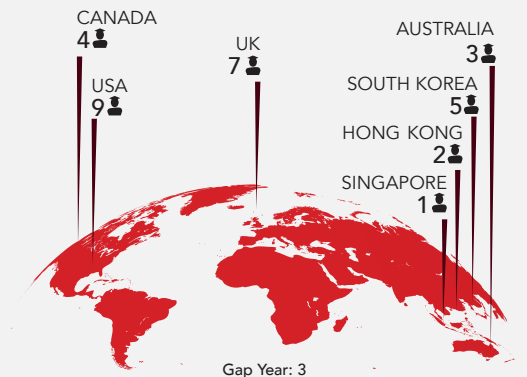 CANADA
4
USA
9
UK
7
AUSTRALIA
3
SOUTH KOREA
5
HONG KONG
2
SINGAPORE
1
Gap Year: 3